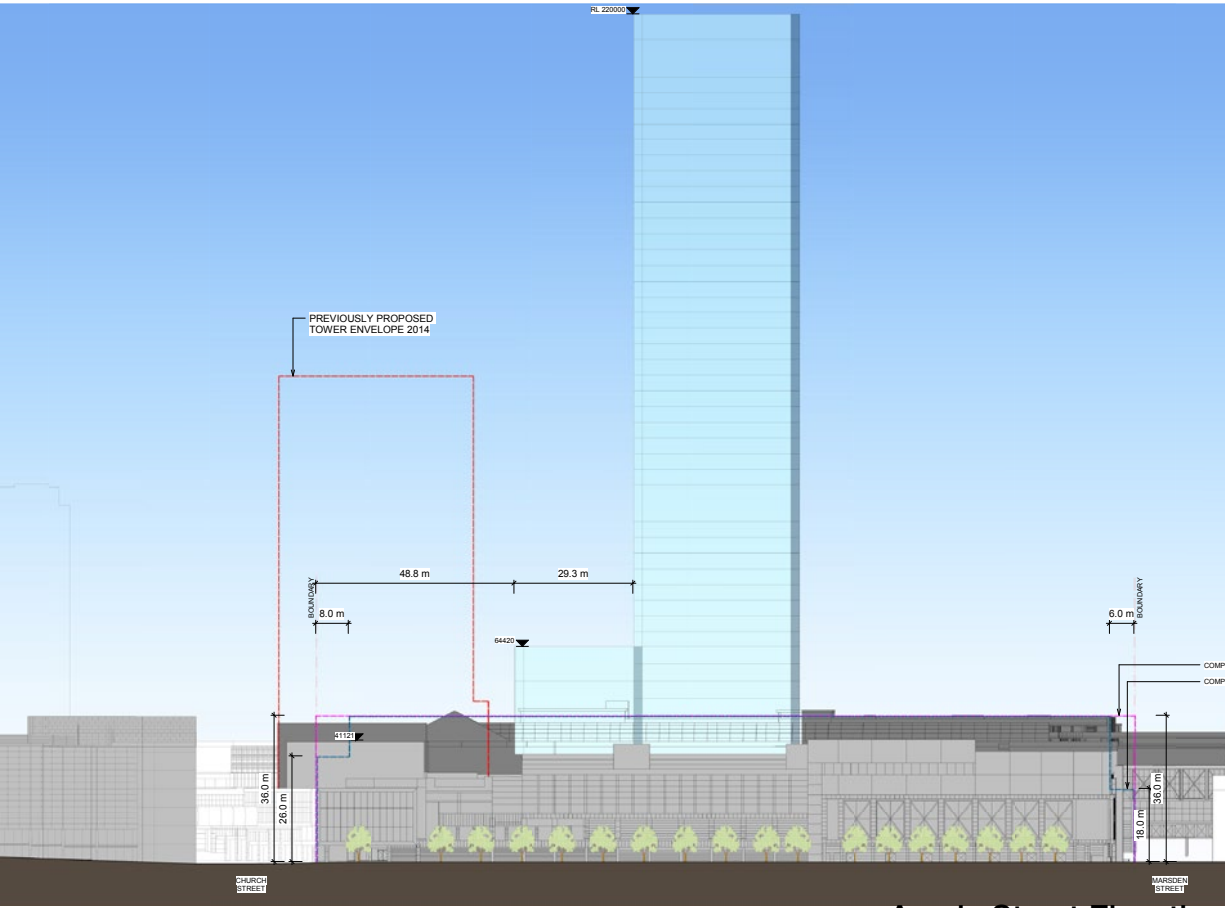 RL 220000
PREVIOUSLY PROPOSED
TOWER ENVELOPE 2014
48.8 m
29.3 m
BOUNDARY
8.0 m
6.0 m
BOUNDARY
64420
COMP
COMP
41121
36.0 m
26.0 m
36.0 m
18.0 m
CHURCH
STREET
MARSDEN
STREET